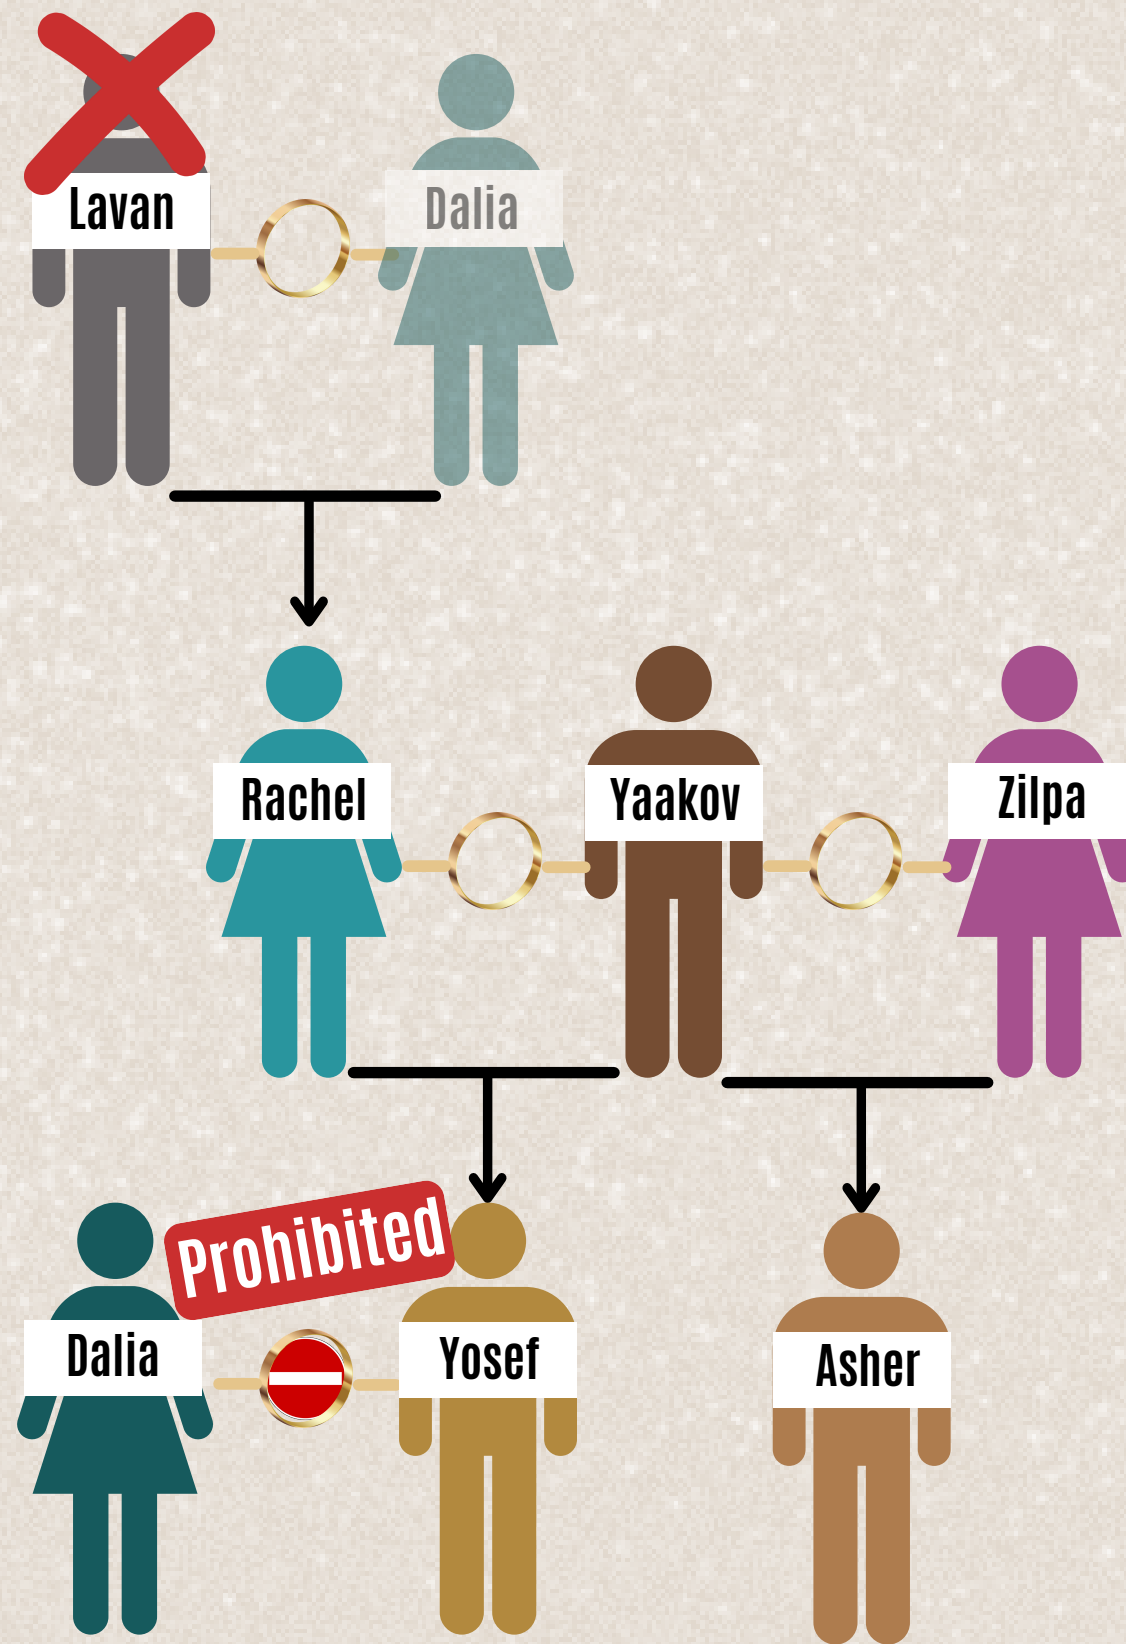 Lavan
Dalia
Rachel
Yaakov
Zilpa
Prohibited
Dalia
Yosef
Asher